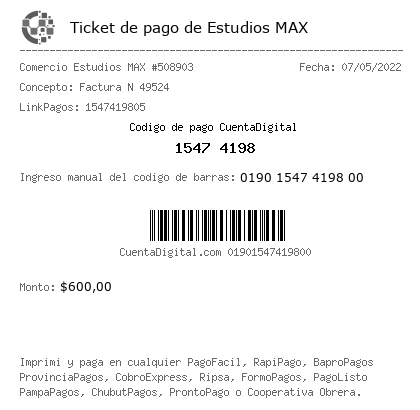 Ticket de pago de Estudios MAX
Comercio Estudios MAX #508903 Fecha: 07/05/2022
Concepto: Factura N 49524
LinkPagos: 1547419805
Codigo de pago CuentaDigital
1547 4198
Ingreso manual del codigo de barras: 0190 1547 4198 00
CuentaDigital.com 01901547419800
Monto: $600,00
Imprimi y paga en cualquier PagoFacil, RapiPago, BaproPagos
ProvinciaPagos, CobroExpress, Ripsa, FormoPagos, PagoListo
PampaPagos, ChubutPagos, ProntoPago o Cooperativa Obrera.